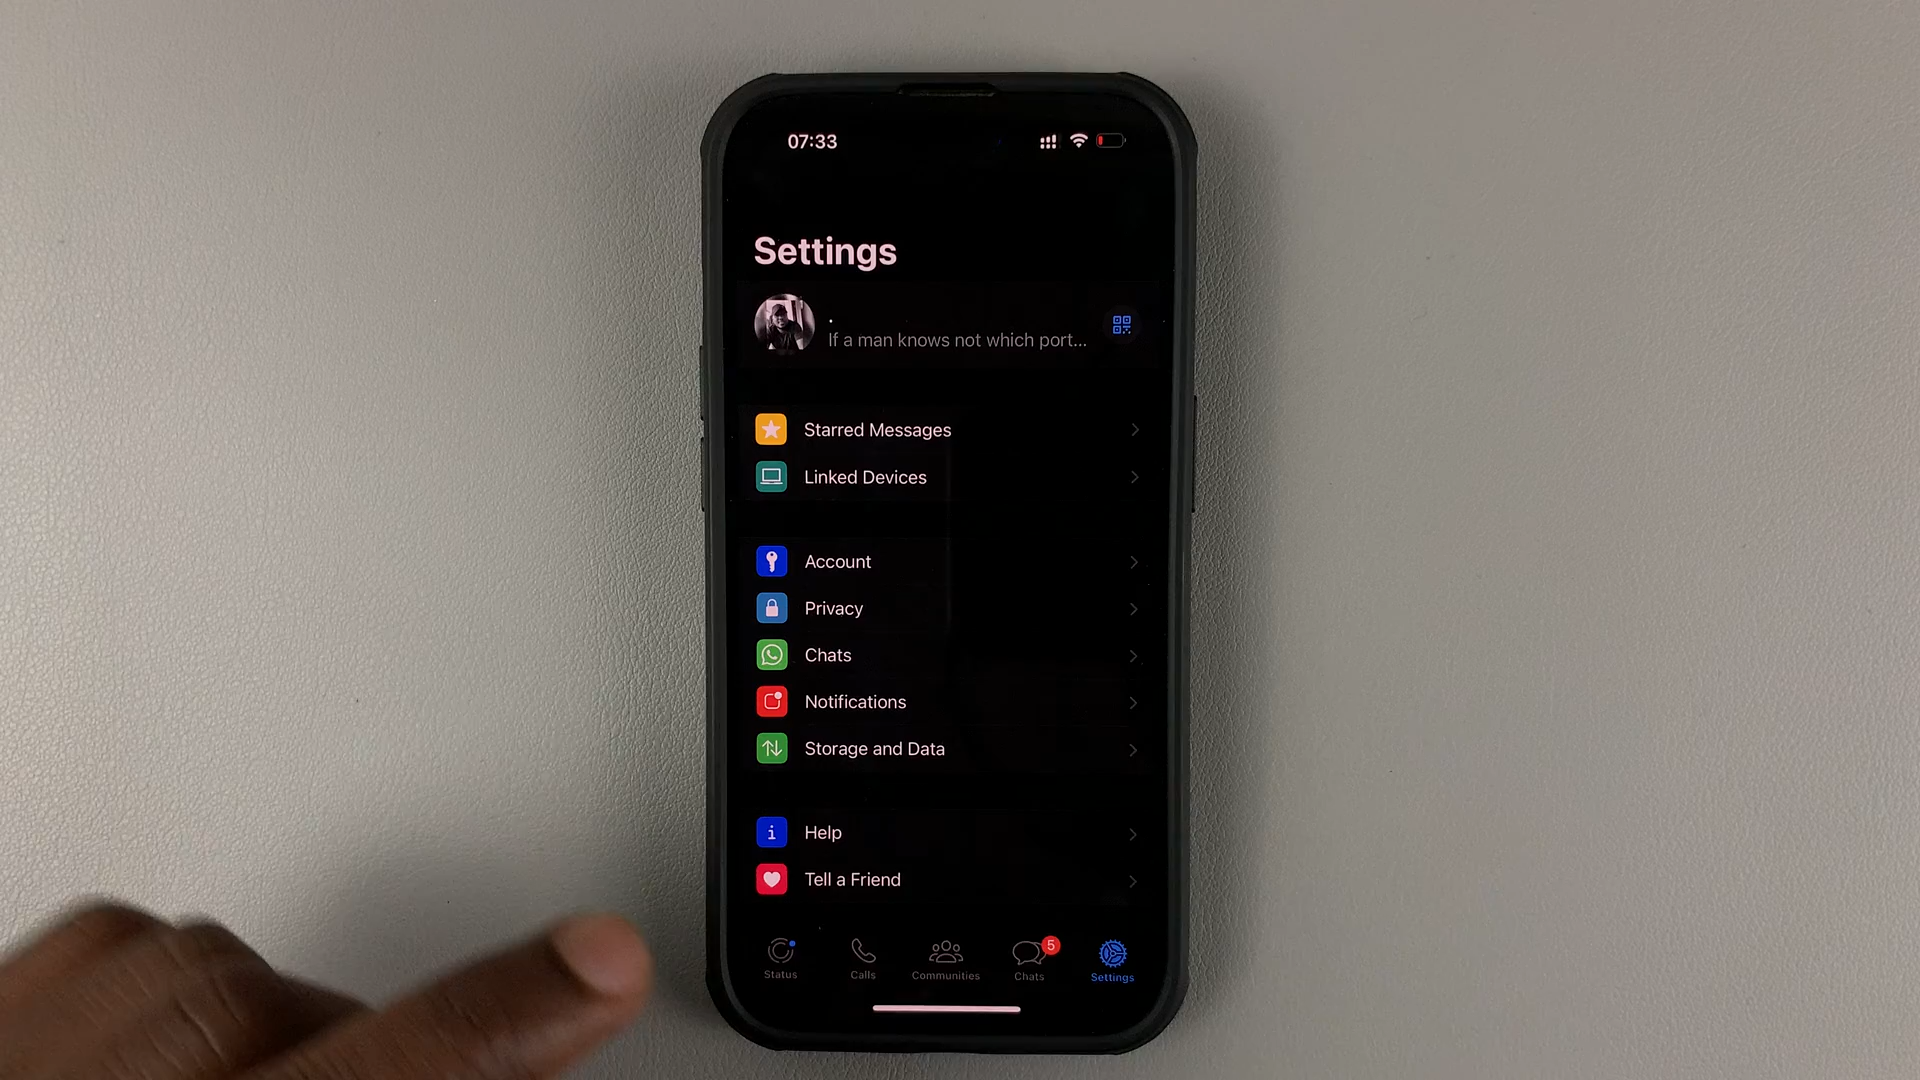 07:33
Settings
.
If a man knows not which port...
Starred Messages
Linked Devices
Account
Privacy
Chats
Notifications
Storage and Data
Help
Tell a Friend
5
Status
Calls
Communities
Chats
Settings